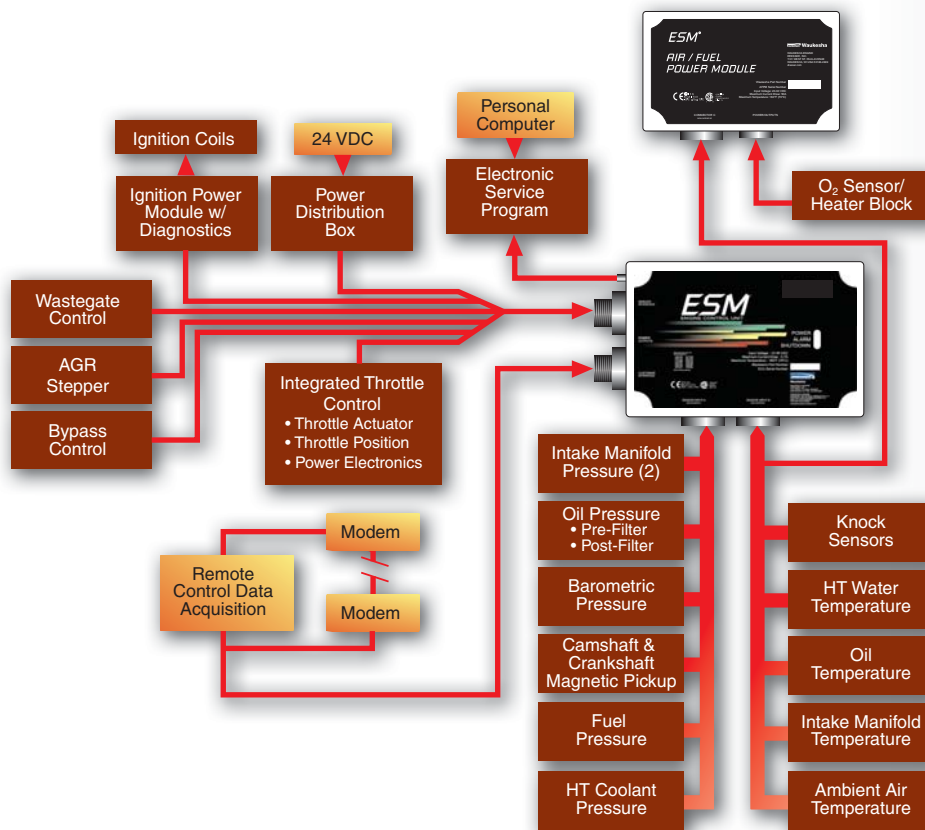 ESM
Waukesha
AIR / FUEL
POWER MODULE
Personal
Computer
Ignition Coils
24 VDC
Ignition Power
Module w/
Diagnostics
Power
Distribution
Box
Electronic
Service
Program
O₂ Sensor/
Heater Block
Wastegate
Control
AGR
Stepper
Bypass
Control
Integrated Throttle
Control
• Throttle Actuator
• Throttle Position
• Power Electronics
ESM
POWER
ALARM
SHUTDOWN
Intake Manifold
Pressure (2)
Oil Pressure
• Pre-Filter
• Post-Filter
Barometric
Pressure
Camshaft &
Crankshaft
Magnetic Pickup
Fuel
Pressure
HT Coolant
Pressure
Knock
Sensors
HT Water
Temperature
Oil
Temperature
Intake Manifold
Temperature
Ambient Air
Temperature
Modem
Remote
Control Data
Acquisition
Modem